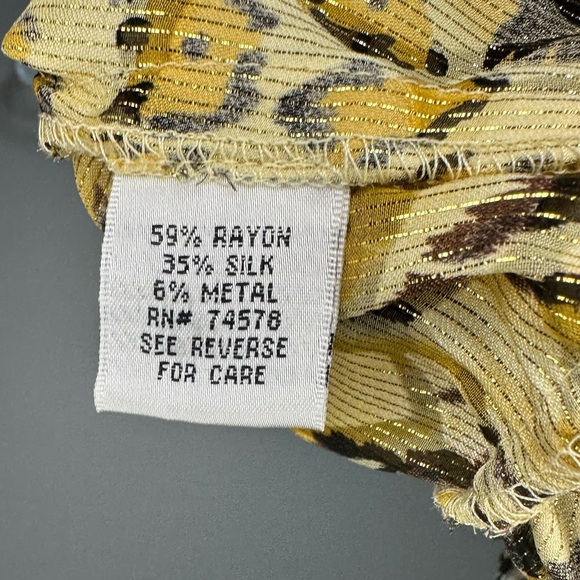 59% RAYON
35% SILK
6% METAL
RN# 74578
SEE REVERSE
FOR CARE